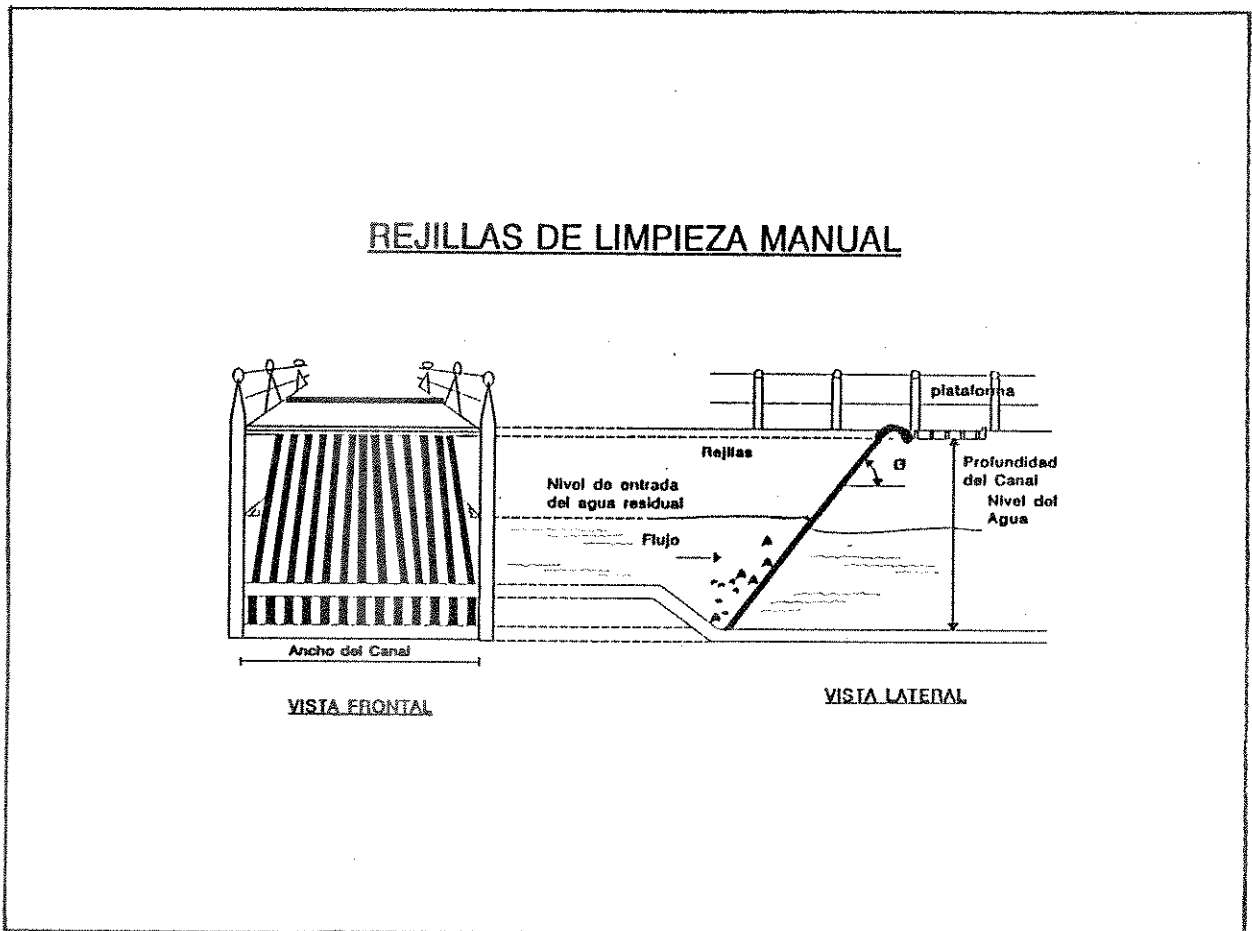 REJILLAS DE LIMPIEZA MANUAL
plataforma
Rejillas
Ø
Profundidad
del Canal
Nivel de entrada
del agua residual
Nivel del
Agua
Flujo
Ancho del Canal
VISTA FRONTAL
VISTA LATERAL